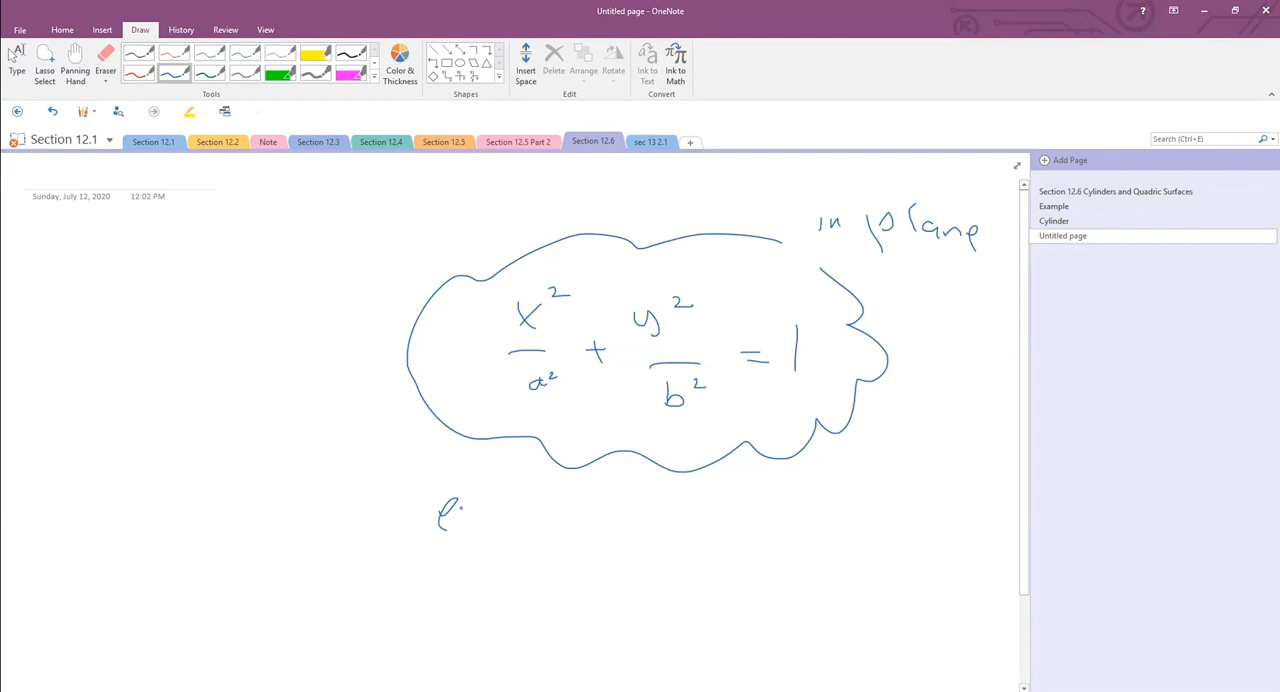 Untitled page - OneNote
File Home Insert Draw History Review View
Type
Lasso Select
Panning Hand
Eraser
Color & Thickness
Insert Space
Delete
Arrange
Rotate
Ink to Text
Ink to Math
Tools
Shapes
Edit
Convert
Section 12.1
Section 12.1 Section 12.2 Note Section 12.3 Section 12.4 Section 12.5 Section 12.5 Part 2 Section 12.6 sec 13 2.1
Search (Ctrl+E)
Add Page
Section 12.6 Cylinders and Quadric Surfaces
Example
Cylinder
Untitled page
Sunday, July 12, 2020 12:02 PM
in plane
x²/a² + y²/b² = 1